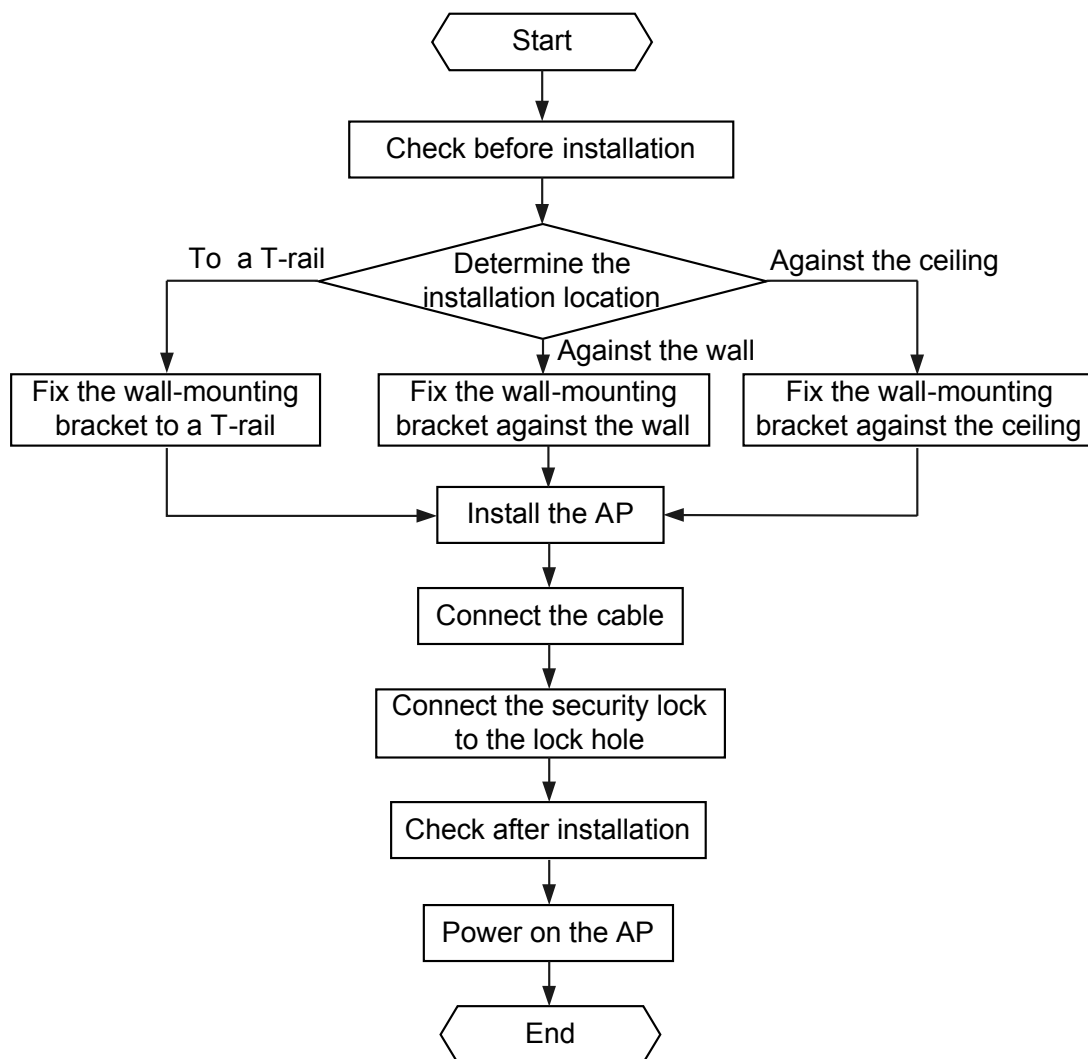 Start
Check before installation
To a T-rail
Determine the
installation location
Against the ceiling
Against the wall
Fix the wall-mounting
bracket to a T-rail
Fix the wall-mounting
bracket against the wall
Fix the wall-mounting
bracket against the ceiling
Install the AP
Connect the cable
Connect the security lock
to the lock hole
Check after installation
Power on the AP
End